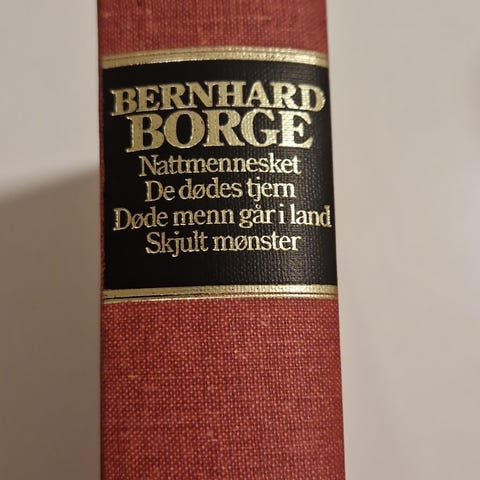 BERNHARD
BORGE
Nattmennesket
De dødes tjern
Døde menn går i land
Skjult mønster